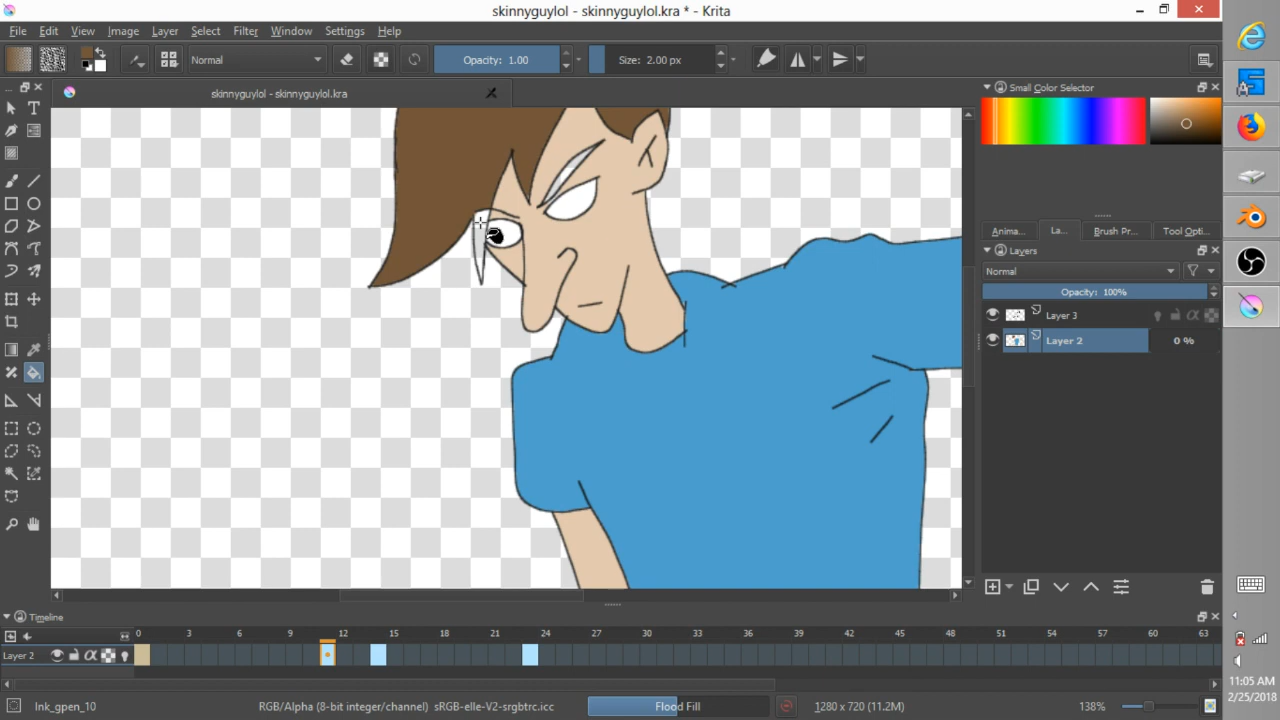 skinnyguylol - skinnyguylol.kra * - Krita
File Edit View Image Layer Select Filter Window Settings Help
Normal Opacity: 1.00 Size: 2.00 px
skinnyguylol - skinnyguylol.kra
Small Color Selector
Anima... La... Brush Pr... Tool Opti...
Layers
Normal
Opacity: 100%
Layer 3
Layer 2 0 %
Timeline
0 3 6 9 12 15 18 21 24 27 30 33 36 39 42 45 48 51 54 57 60 63
Layer 2
Ink_gpen_10 RGB/Alpha (8-bit integer/channel) sRGB-elle-V2-srgbtrc.icc Flood Fill 1280 x 720 (11.2M) 138%
11:05 AM
2/25/2018